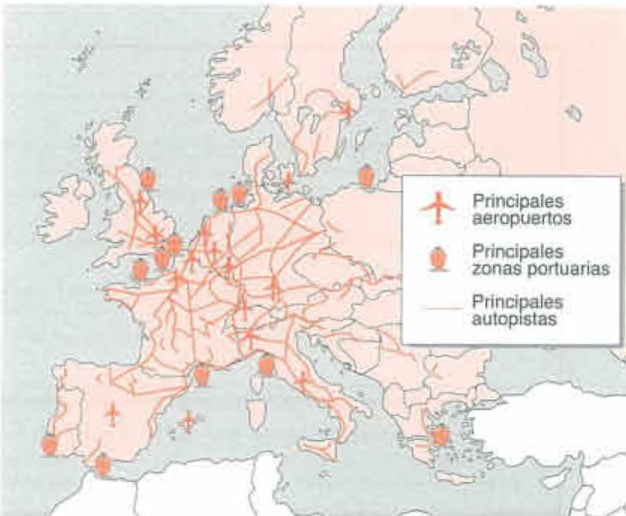 Principales
aeropuertos
Principales
zonas portuarias
Principales
autopistas